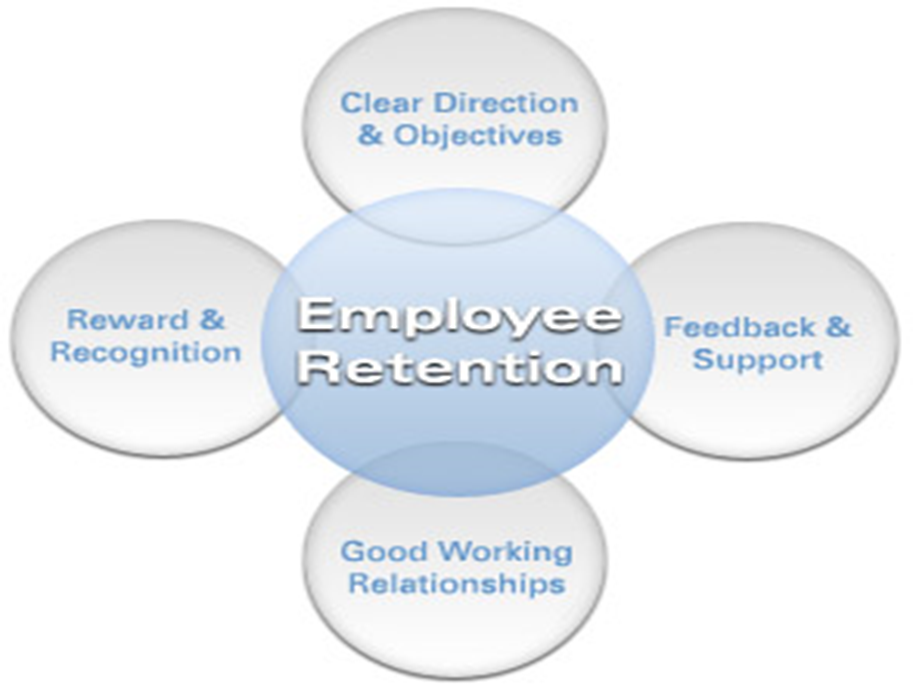 Clear Direction
& Objectives
Reward &
Recognition
Employee
Retention
Feedback &
Support
Good Working
Relationships